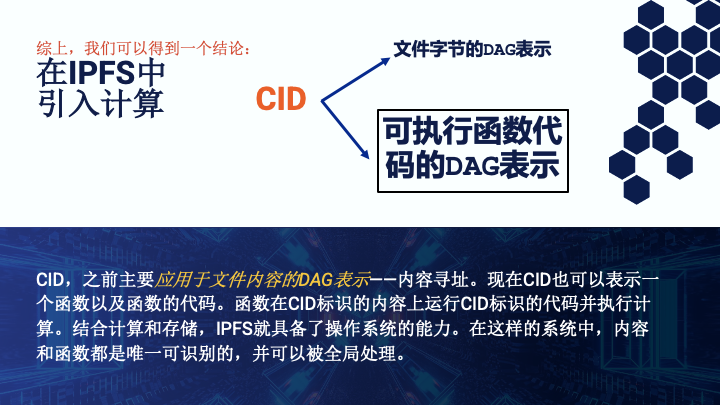 综上，我们可以得到一个结论：
在IPFS中
引入计算
CID
文件字节的DAG表示
可执行函数代
码的DAG表示
CID，之前主要应用于文件内容的DAG表示——内容寻址。现在CID也可以表示一
个函数以及函数的代码。函数在CID标识的内容上运行CID标识的代码并执行计
算。结合计算和存储，IPFS就具备了操作系统的能力。在这样的系统中，内容
和函数都是唯一可识别的，并可以被全局处理。